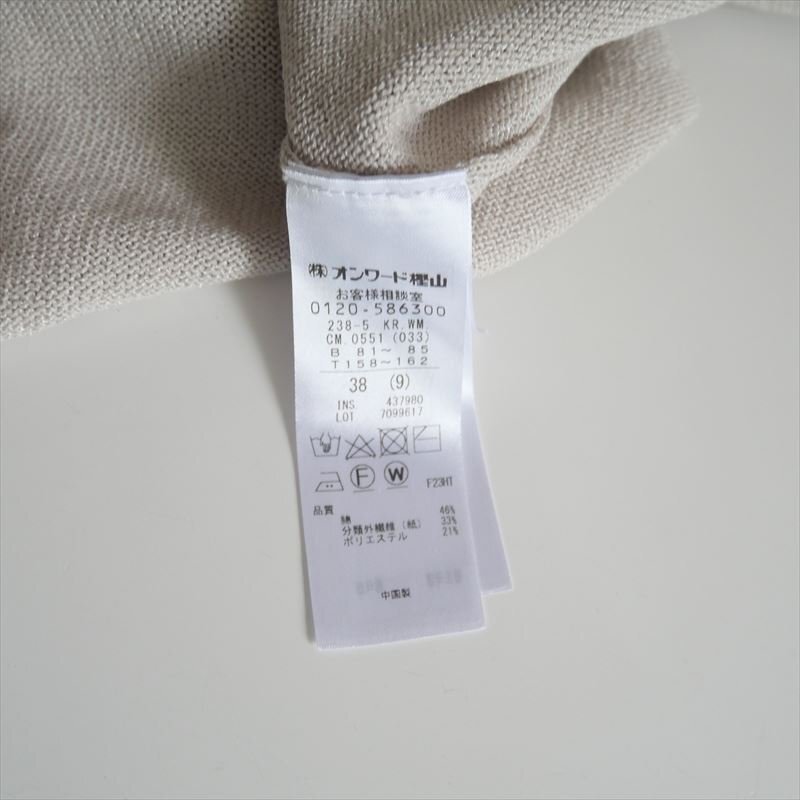 ㈱オンワード樫山
お客様相談室
0120-586300
238-5 KR.WM.
CM.0551 (033)
B 81～ 85
T158～162
38 (9)
INS 437980
LOT 7099617
F W F23HT
品質
綿 46%
分類外繊維（紙） 33%
ポリエステル 21%
中国製